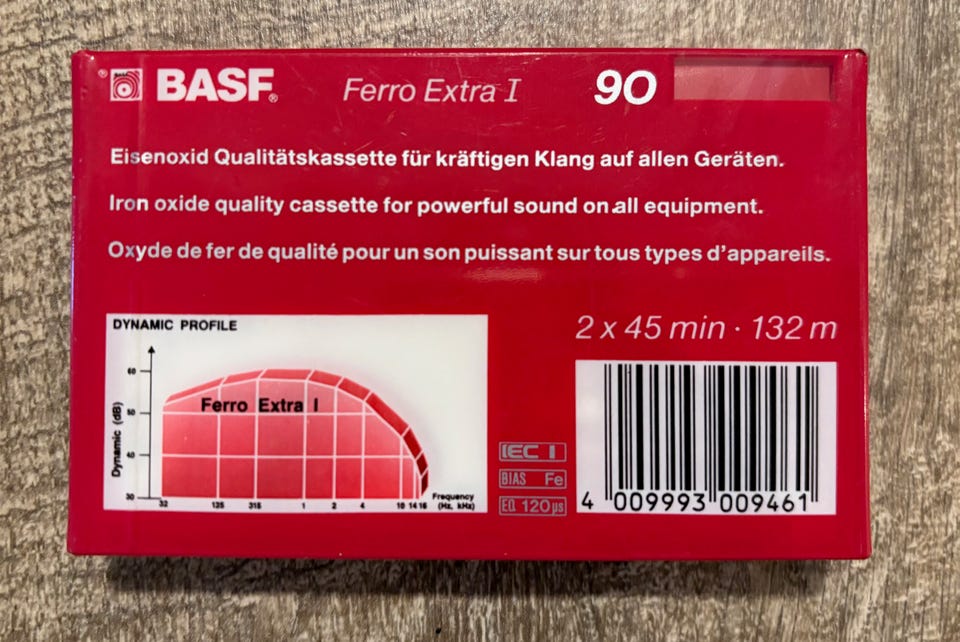 ® BASF® Ferro Extra I 90
Eisenoxid Qualitätskassette für kräftigen Klang auf allen Geräten.
Iron oxide quality cassette for powerful sound on all equipment.
Oxyde de fer de qualité pour un son puissant sur tous types d'appareils.
DYNAMIC PROFILE
Dynamic (dB)
60
50
40
30
Ferro Extra I
32 125 315 1 2 4 10 14 16
Frequency
(Hz, kHz)
2 x 45 min · 132 m
IEC I
BIAS Fe
EQ 120 µs
4 009993 009461